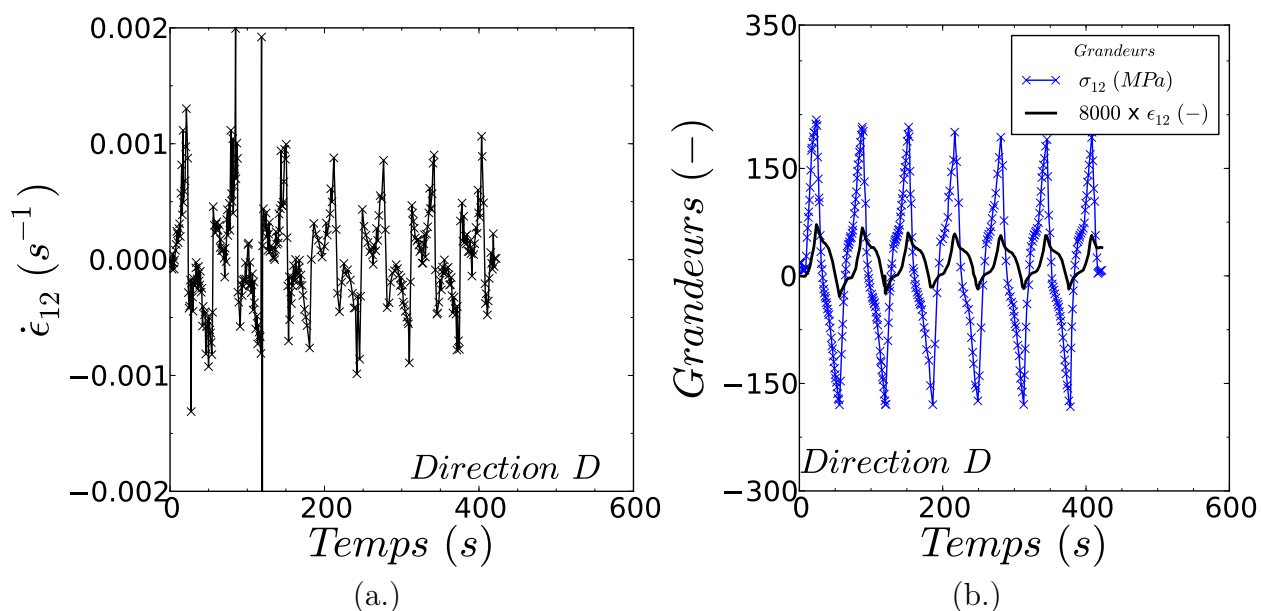 0.002
0.001
0.000
−0.001
−0.002
0
200
400
600
ε̇₁₂ (s⁻¹)
Temps (s)
Direction D
(a.)
350
150
0
−150
−300
0
200
400
600
Grandeurs (−)
Temps (s)
Grandeurs
σ₁₂ (MPa)
8000 x ϵ₁₂ (−)
Direction D
(b.)